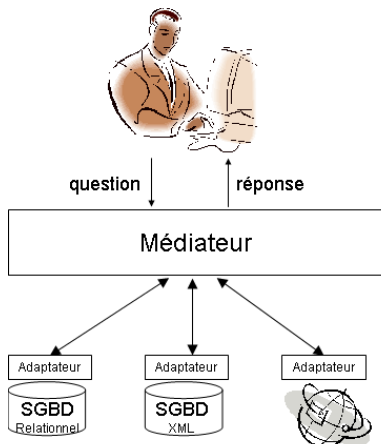 question réponse
Médiateur
Adaptateur Adaptateur Adaptateur
SGBD SGBD
Relationnel XML